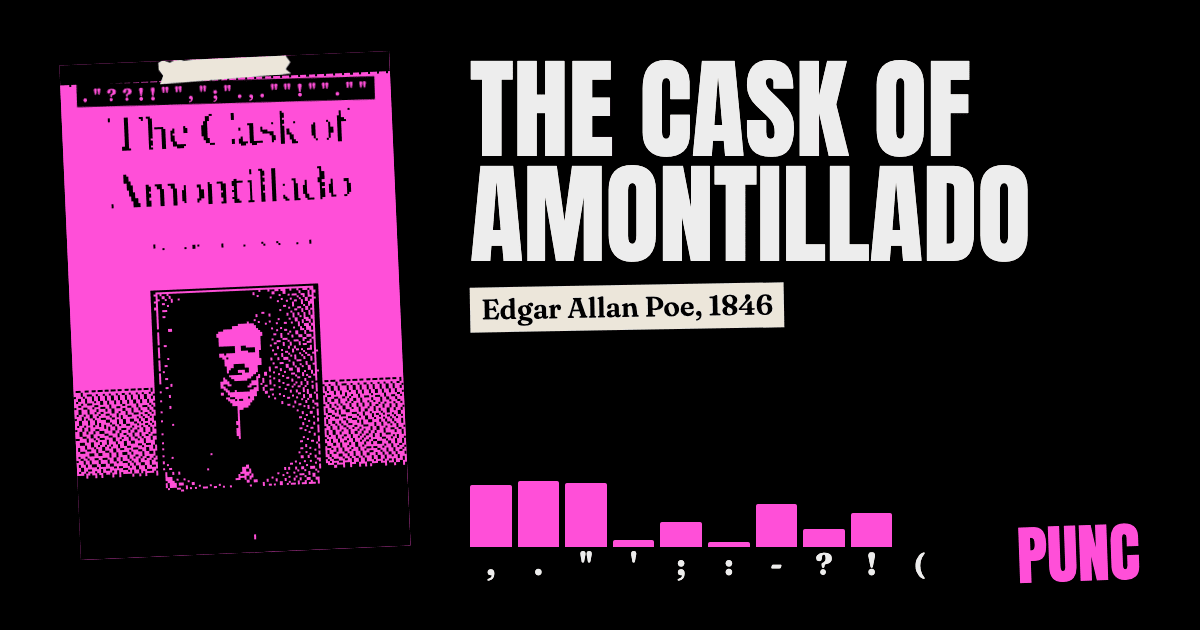 ."??!!"",";".,.""!""."" 
The Cask of
Amontillado
THE CASK OF
AMONTILLADO
Edgar Allan Poe, 1846
, . " ' ; : - ? ! (
PUNC